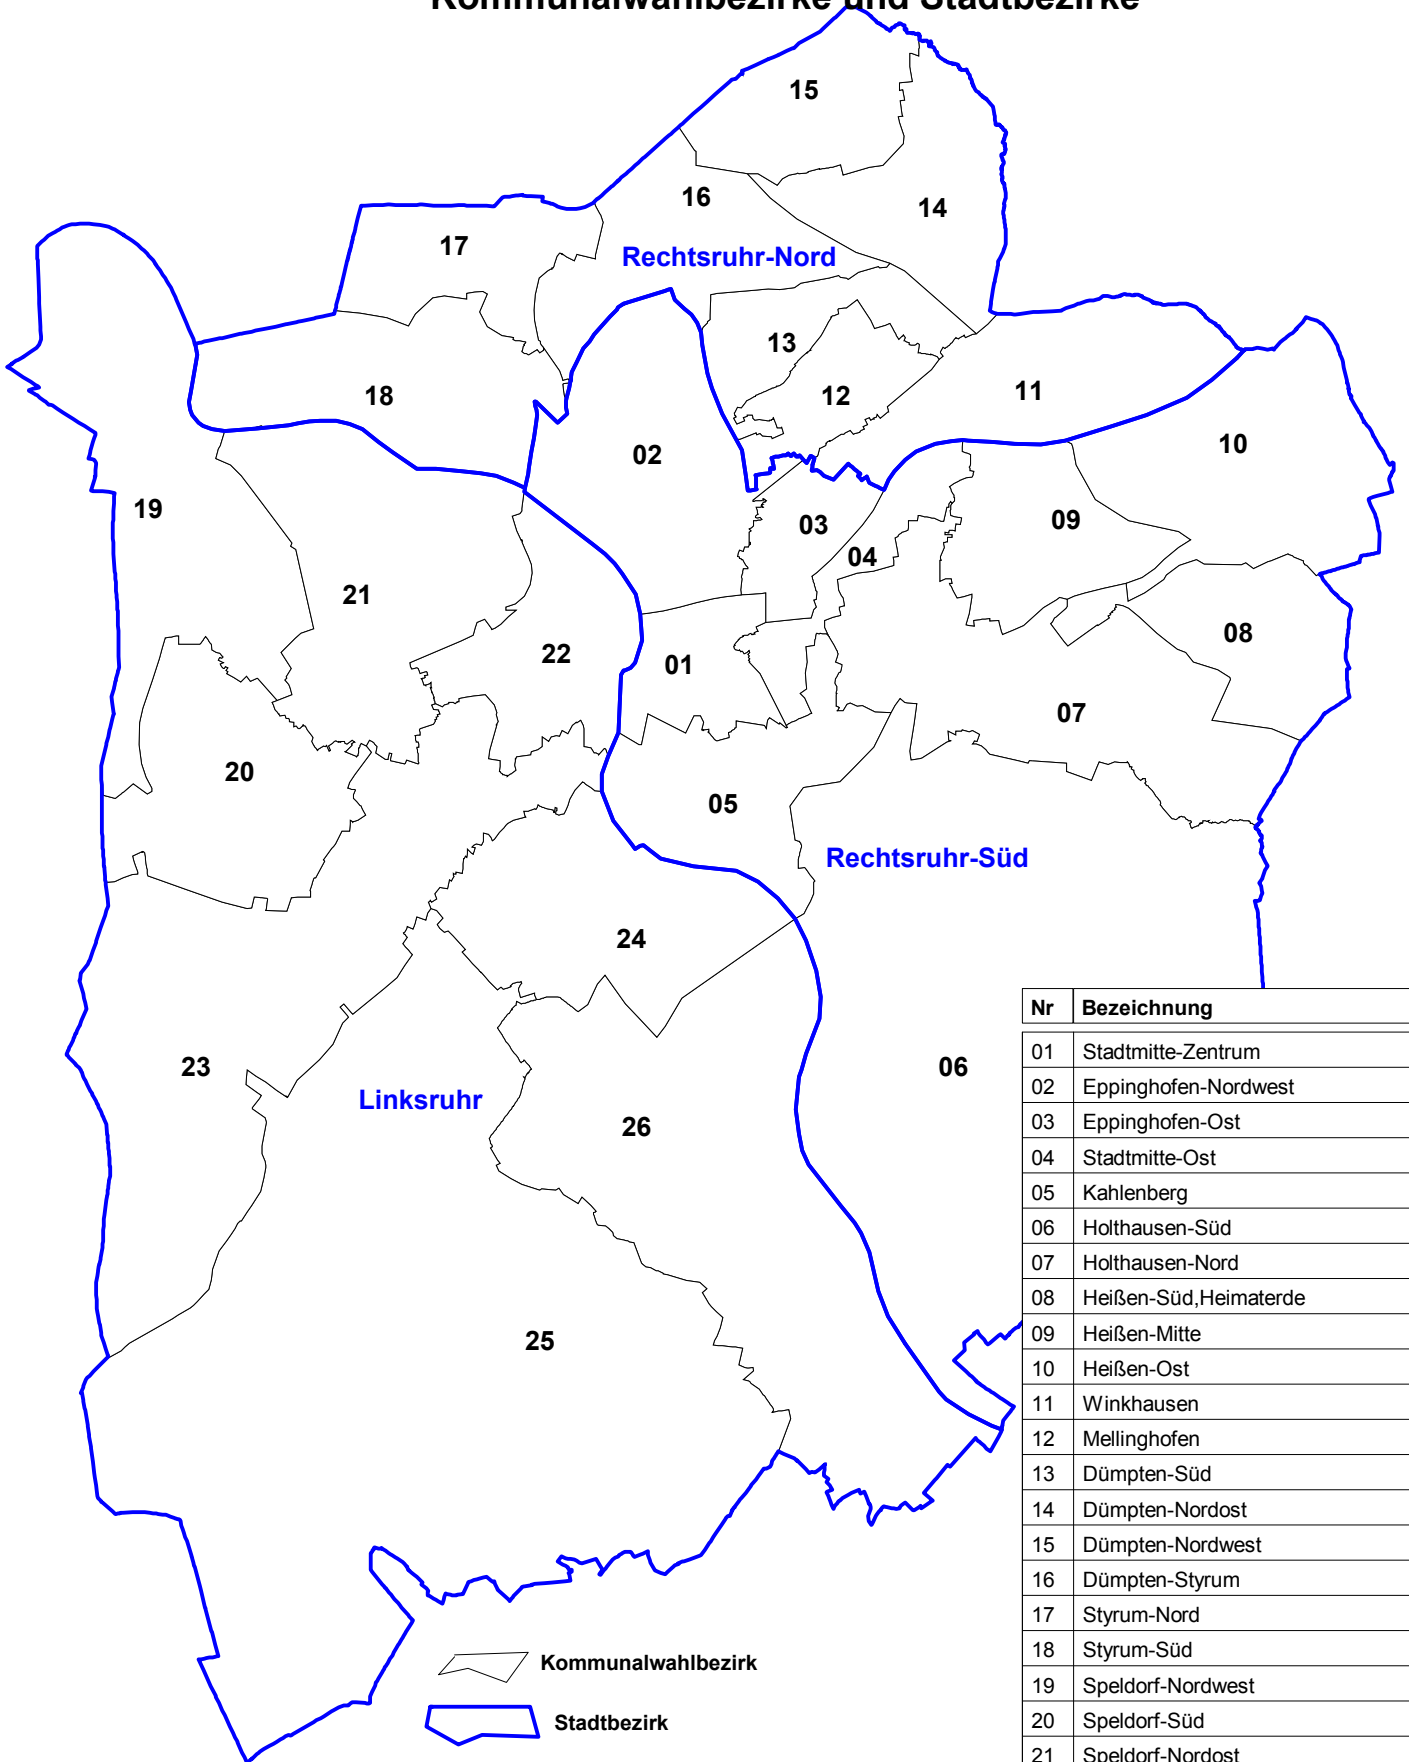 Kommunalwahlbezirke und Stadtbezirke
15
16
14
17
Rechtsruhr-Nord
13
12
11
18
02
10
19
03
09
04
21
22
01
08
07
20
05
Rechtsruhr-Süd
24
23
Linksruhr
06
26
25
Kommunalwahlbezirk
Stadtbezirk
Nr Bezeichnung
01 Stadtmitte-Zentrum
02 Eppinghofen-Nordwest
03 Eppinghofen-Ost
04 Stadtmitte-Ost
05 Kahlenberg
06 Holthausen-Süd
07 Holthausen-Nord
08 Heißen-Süd,Heimaterde
09 Heißen-Mitte
10 Heißen-Ost
11 Winkhausen
12 Mellinghofen
13 Dümpten-Süd
14 Dümpten-Nordost
15 Dümpten-Nordwest
16 Dümpten-Styrum
17 Styrum-Nord
18 Styrum-Süd
19 Speldorf-Nordwest
20 Speldorf-Süd
21 Speldorf-Nordost